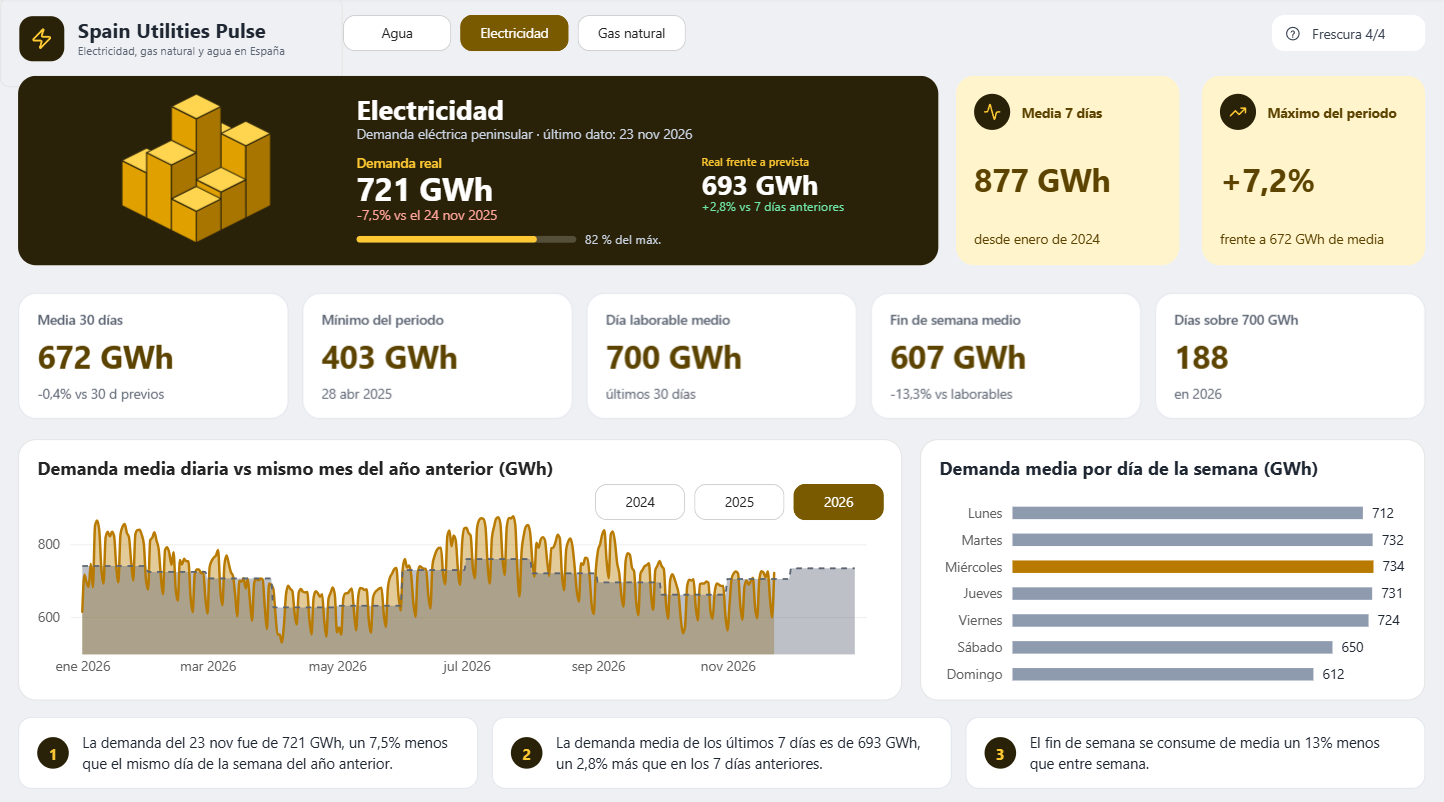 Spain Utilities Pulse
Electricidad, gas natural y agua en España
Agua
Electricidad
Gas natural
Frescura 4/4
Electricidad
Demanda eléctrica peninsular · último dato: 23 nov 2026
Demanda real
721 GWh
-7,5% vs el 24 nov 2025
82 % del máx.
Real frente a prevista
693 GWh
+2,8% vs 7 días anteriores
Media 7 días
877 GWh
desde enero de 2024
Máximo del periodo
+7,2%
frente a 672 GWh de media
Media 30 días
672 GWh
-0,4% vs 30 d previos
Mínimo del periodo
403 GWh
28 abr 2025
Día laborable medio
700 GWh
últimos 30 días
Fin de semana medio
607 GWh
-13,3% vs laborables
Días sobre 700 GWh
188
en 2026
Demanda media diaria vs mismo mes del año anterior (GWh)
2024
2025
2026
800
600
ene 2026
mar 2026
may 2026
jul 2026
sep 2026
nov 2026
Demanda media por día de la semana (GWh)
Lunes 712
Martes 732
Miércoles 734
Jueves 731
Viernes 724
Sábado 650
Domingo 612
1
La demanda del 23 nov fue de 721 GWh, un 7,5% menos
que el mismo día de la semana del año anterior.
2
La demanda media de los últimos 7 días es de 693 GWh,
un 2,8% más que en los 7 días anteriores.
3
El fin de semana se consume de media un 13% menos
que entre semana.